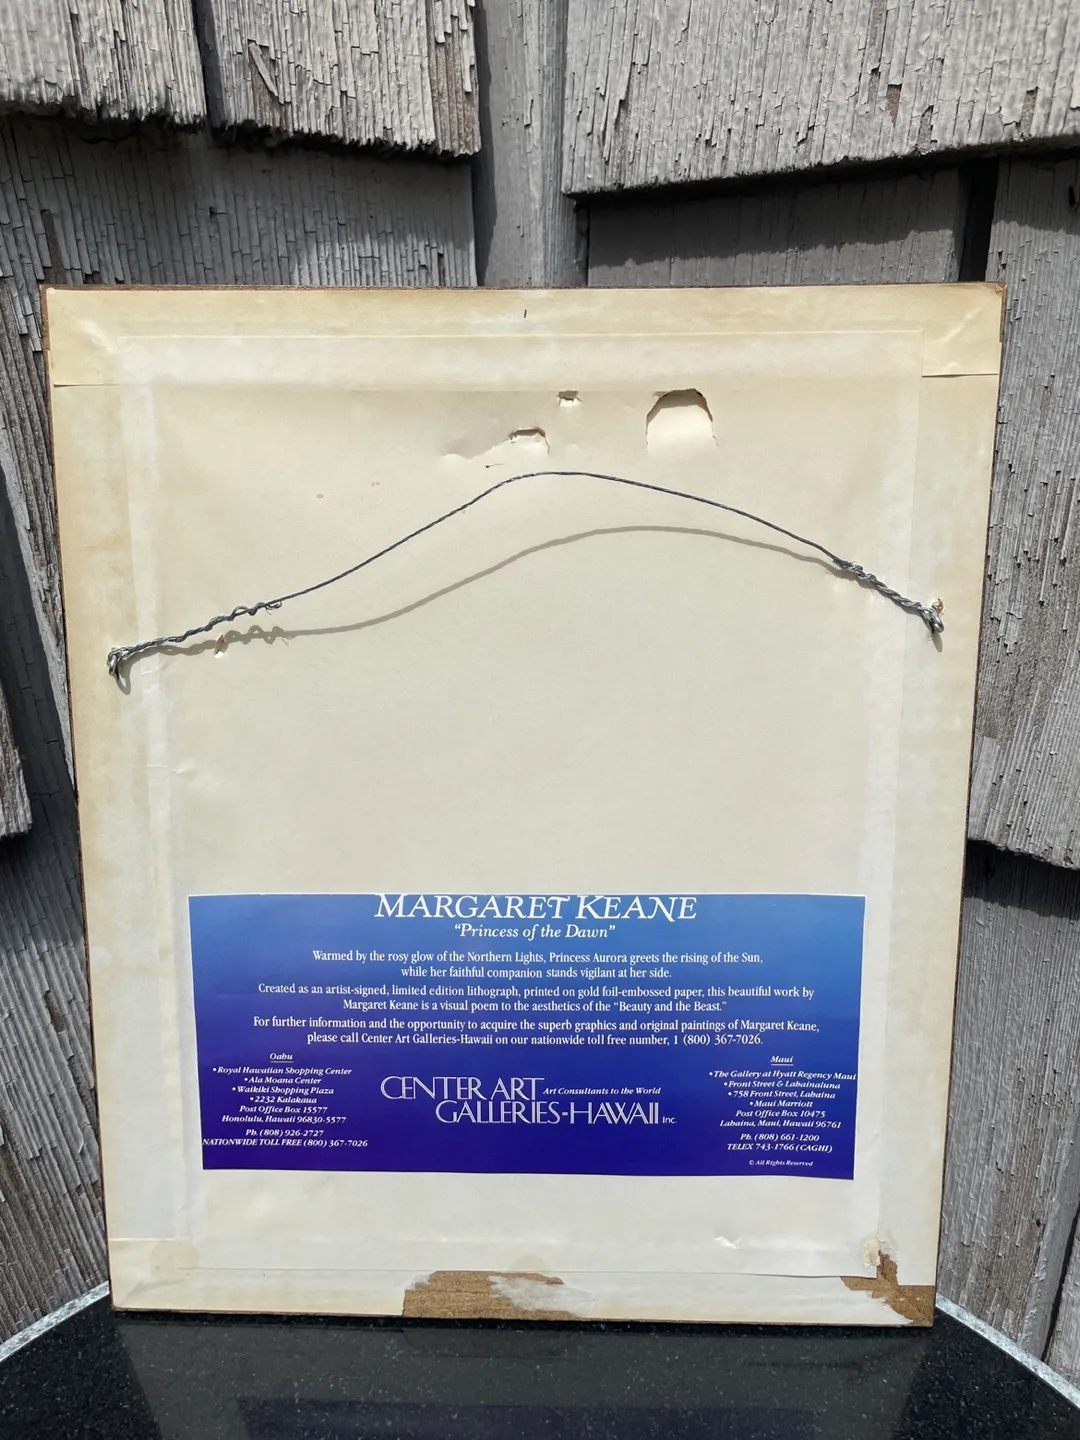 MARGARET KEANE
"Princess of the Dawn"
Warmed by the rosy glow of the Northern Lights, Princess Aurora greets the rising of the Sun,
while her faithful companion stands vigilant at her side.
Created as an artist-signed, limited edition lithograph, printed on gold foil-embossed paper, this beautiful work by
Margaret Keane is a visual poem to the aesthetics of the "Beauty and the Beast."
For further information and the opportunity to acquire the superb graphics and original paintings of Margaret Keane,
please call Center Art Galleries-Hawaii on our nationwide toll free number, 1 (800) 367-7026.
Oahu
• Royal Hawaiian Shopping Center
• Ala Moana Center
• Waikiki Shopping Plaza
• 2232 Kalakaua
Post Office Box 15577
Honolulu, Hawaii 96830-5577
Ph. (808) 926-2727
NATIONWIDE TOLL FREE (800) 367-7026
CENTER ART Art Consultants to the World
GALLERIES-HAWAII Inc.
Maui
• The Gallery at Hyatt Regency Maui
• Front Street & Lahainaluna
• 758 Front Street, Lahaina
• Maui Marriott
Post Office Box 10475
Lahaina, Maui, Hawaii 96761
Ph. (808) 661-1200
TELEX 743-1766 (CAGHI)
© All Rights Reserved